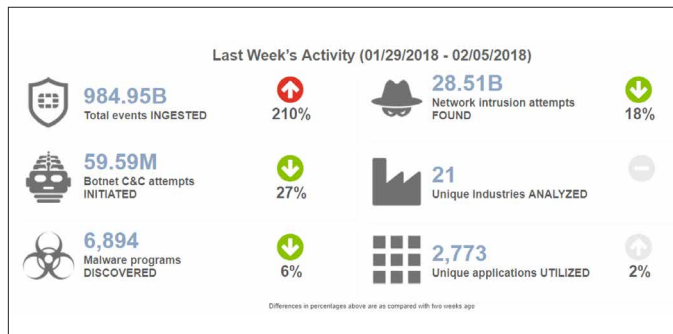 Last Week's Activity (01/29/2018 - 02/05/2018)
984.95B
Total events INGESTED
210%
28.51B
Network intrusion attempts
FOUND
18%
59.59M
Botnet C&C attempts
INITIATED
27%
21
Unique Industries ANALYZED
6,894
Malware programs
DISCOVERED
6%
2,773
Unique applications UTILIZED
2%
Differences in percentages above are as compared with two weeks ago